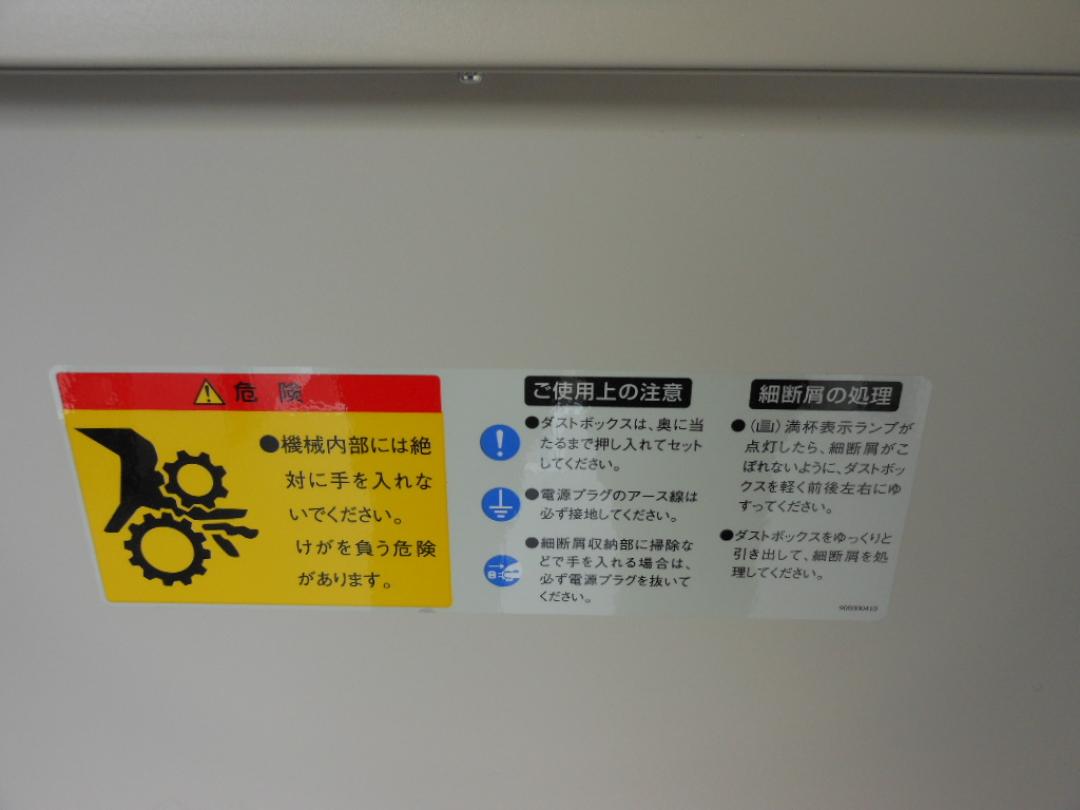 危険
●機械内部には絶
対に手を入れな
いでください。
けがを負う危険
があります。
ご使用上の注意
●ダストボックスは、奥に当
たるまで押し入れてセット
してください。
●電源プラグのアース線は
必ず接地してください。
●細断屑収納部に掃除な
どで手を入れる場合は、
必ず電源プラグを抜いて
ください。
細断屑の処理
●( )満杯表示ランプが
点灯したら、細断屑がこ
ぼれないように、ダストボッ
クスを軽く前後左右にゆ
すってください。
●ダストボックスをゆっくりと
引き出して、細断屑を処
理してください。